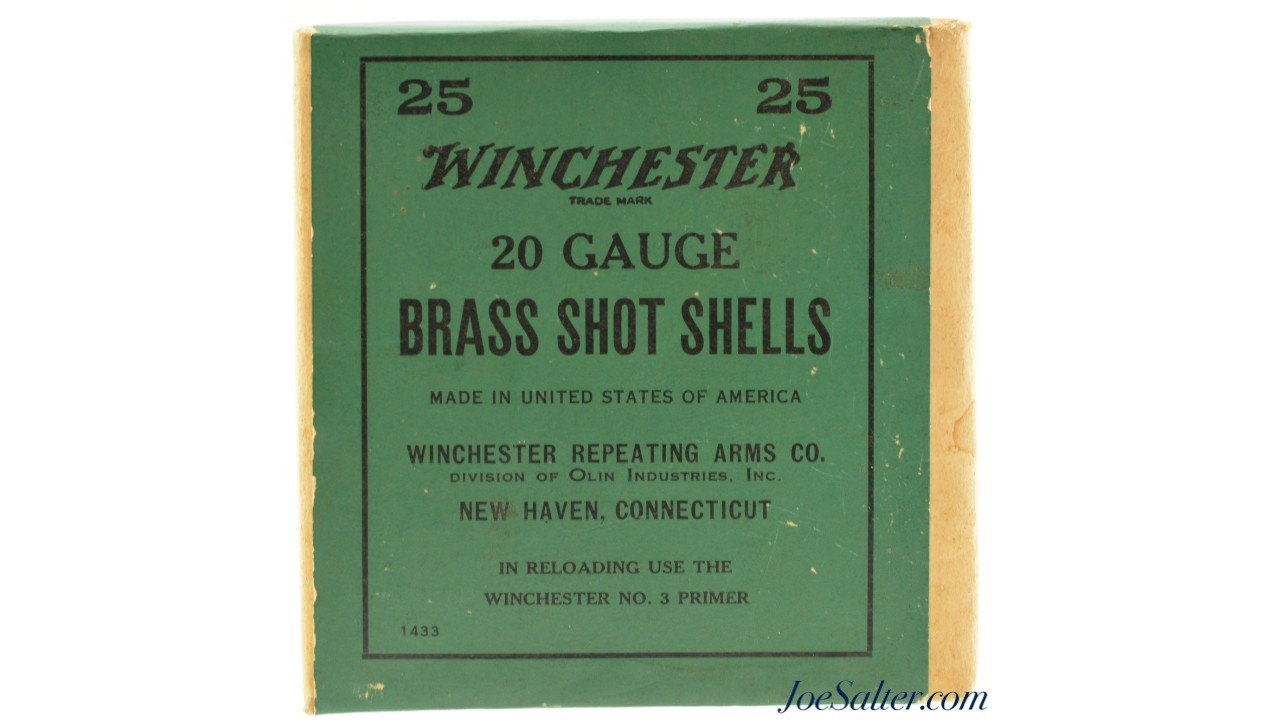 25 25
WINCHESTER
TRADE MARK
20 GAUGE
BRASS SHOT SHELLS
MADE IN UNITED STATES OF AMERICA
WINCHESTER REPEATING ARMS CO.
DIVISION OF OLIN INDUSTRIES, INC.
NEW HAVEN, CONNECTICUT
IN RELOADING USE THE
WINCHESTER NO. 3 PRIMER
1433
JoeSalter.com